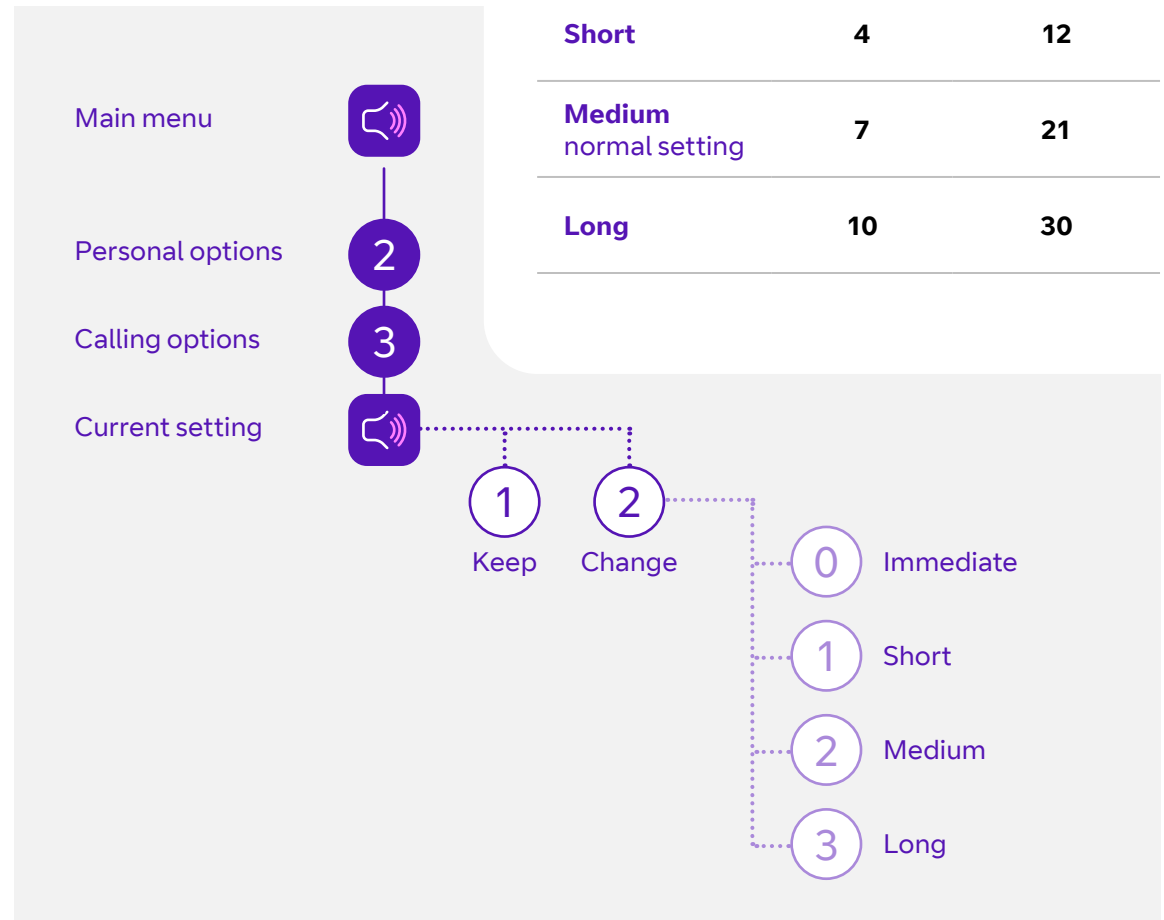 Short 4 12
Medium
normal setting 7 21
Long 10 30
Main menu
Personal options 2
Calling options 3
Current setting
1 2
Keep Change
0 Immediate
1 Short
2 Medium
3 Long